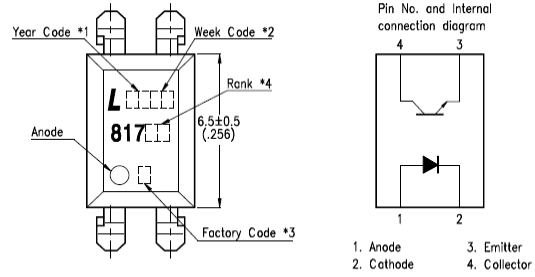 Year Code *1
Week Code *2
L
Rank *4
817
6.5±0.5
(.256)
Anode
Factory Code *3
Pin No. and Internal
connection diagram
4 3
1 2
1. Anode 3. Emitter
2. Cathode 4. Collector